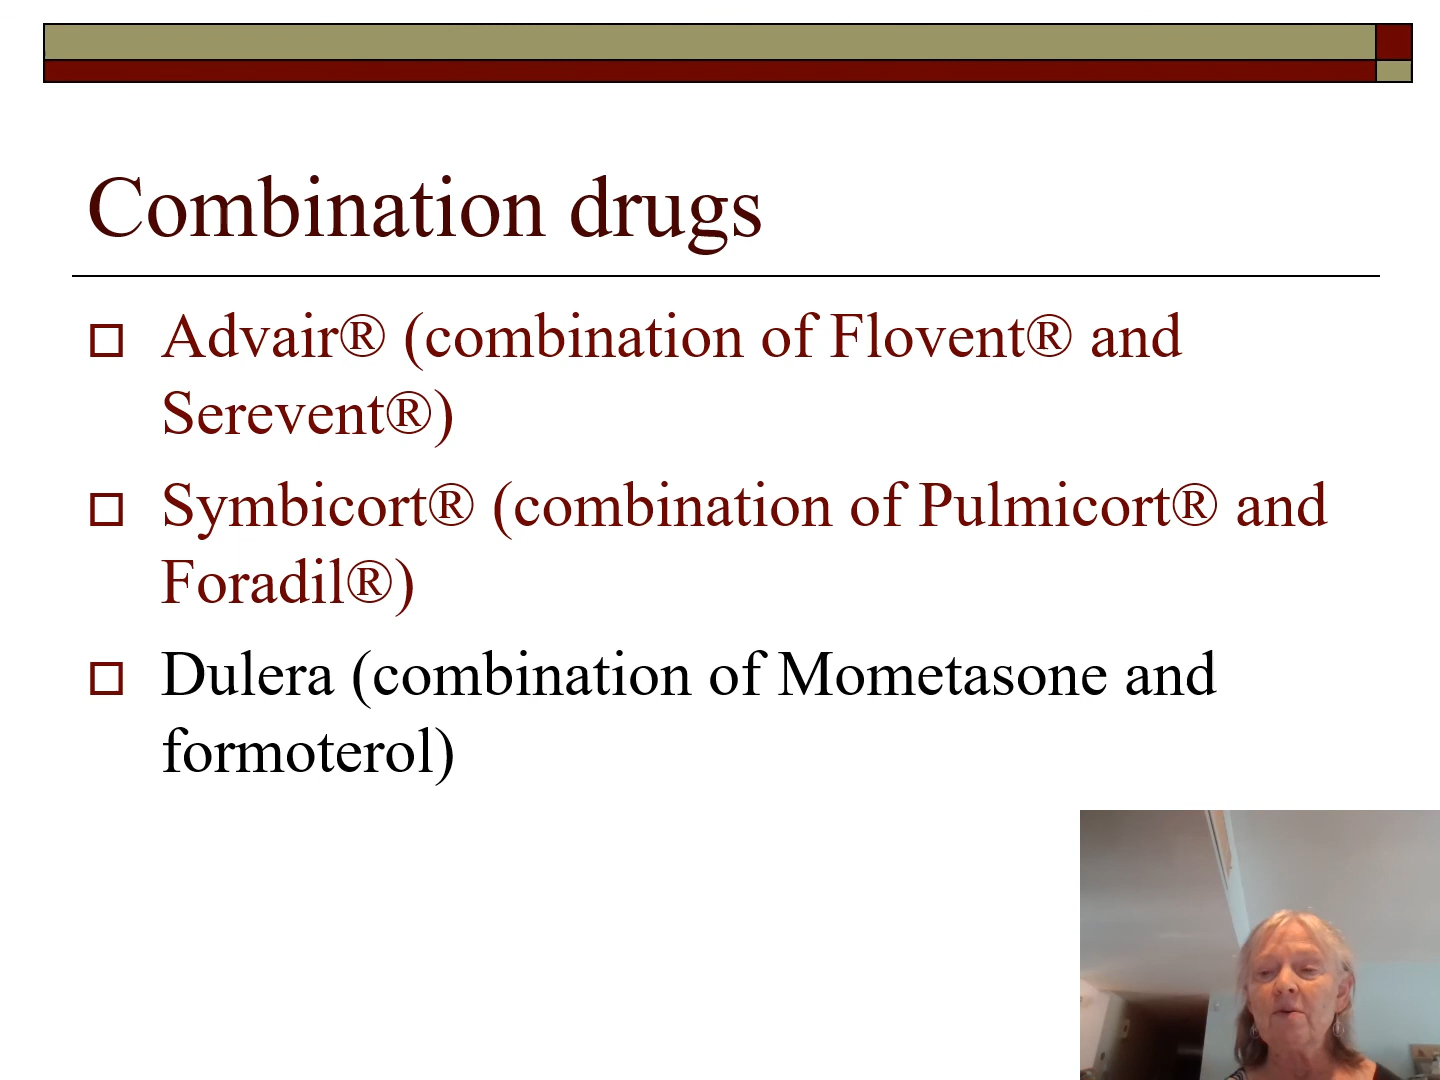 Combination drugs
Advair® (combination of Flovent® and
Serevent®)
Symbicort® (combination of Pulmicort® and
Foradil®)
Dulera (combination of Mometasone and
formoterol)